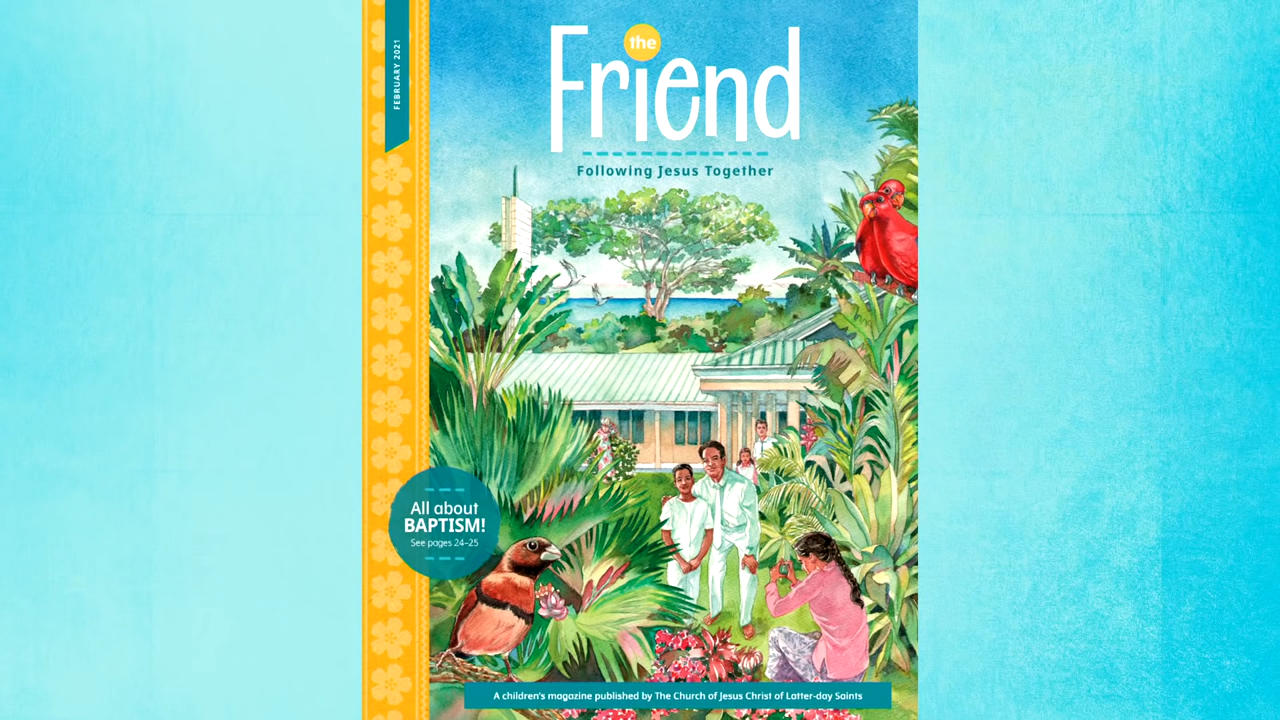 FEBRUARY 2021
the
Friend
Following Jesus Together
All about
BAPTISM!
See pages 24–25
A children's magazine published by The Church of Jesus Christ of Latter-day Saints